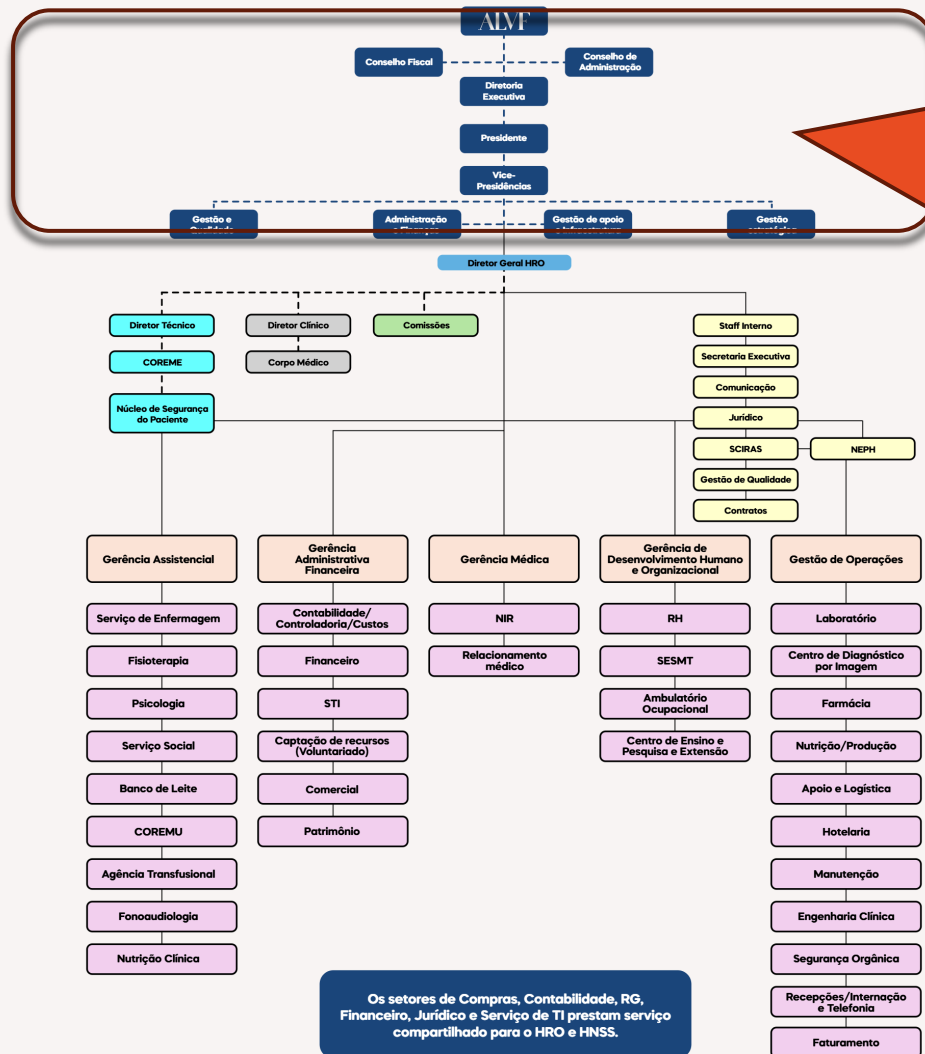 ALVF
Conselho Fiscal
Conselho de
Administração
Diretoria
Executiva
Presidente
Vice-
Presidências
Gestão e
Qualidade
Administração
e Finanças
Gestão de apoio
e Infraestrutura
Gestão
estratégica
Diretor Geral HRO
Diretor Técnico
Diretor Clínico
Comissões
Staff Interno
COREME
Corpo Médico
Secretaria Executiva
Comunicação
Núcleo de Segurança
do Paciente
Jurídico
SCIRAS
NEPH
Gestão de Qualidade
Contratos
Gerência Assistencial
Gerência
Administrativa
Financeira
Gerência Médica
Gerência de
Desenvolvimento Humano
e Organizacional
Gestão de Operações
Serviço de Enfermagem
Fisioterapia
Psicologia
Serviço Social
Banco de Leite
COREMU
Agência Transfusional
Fonoaudiologia
Nutrição Clínica
Contabilidade/
Controladoria/Custos
Financeiro
STI
Captação de recursos
(Voluntariado)
Comercial
Patrimônio
NIR
Relacionamento
médico
RH
SESMT
Ambulatório
Ocupacional
Centro de Ensino e
Pesquisa e Extensão
Laboratório
Centro de Diagnóstico
por Imagem
Farmácia
Nutrição/Produção
Apoio e Logística
Hotelaria
Manutenção
Engenharia Clínica
Segurança Orgânica
Recepções/Internação
e Telefonia
Faturamento
Os setores de Compras, Contabilidade, RG,
Financeiro, Jurídico e Serviço de TI prestam serviço
compartilhado para o HRO e HNSS.